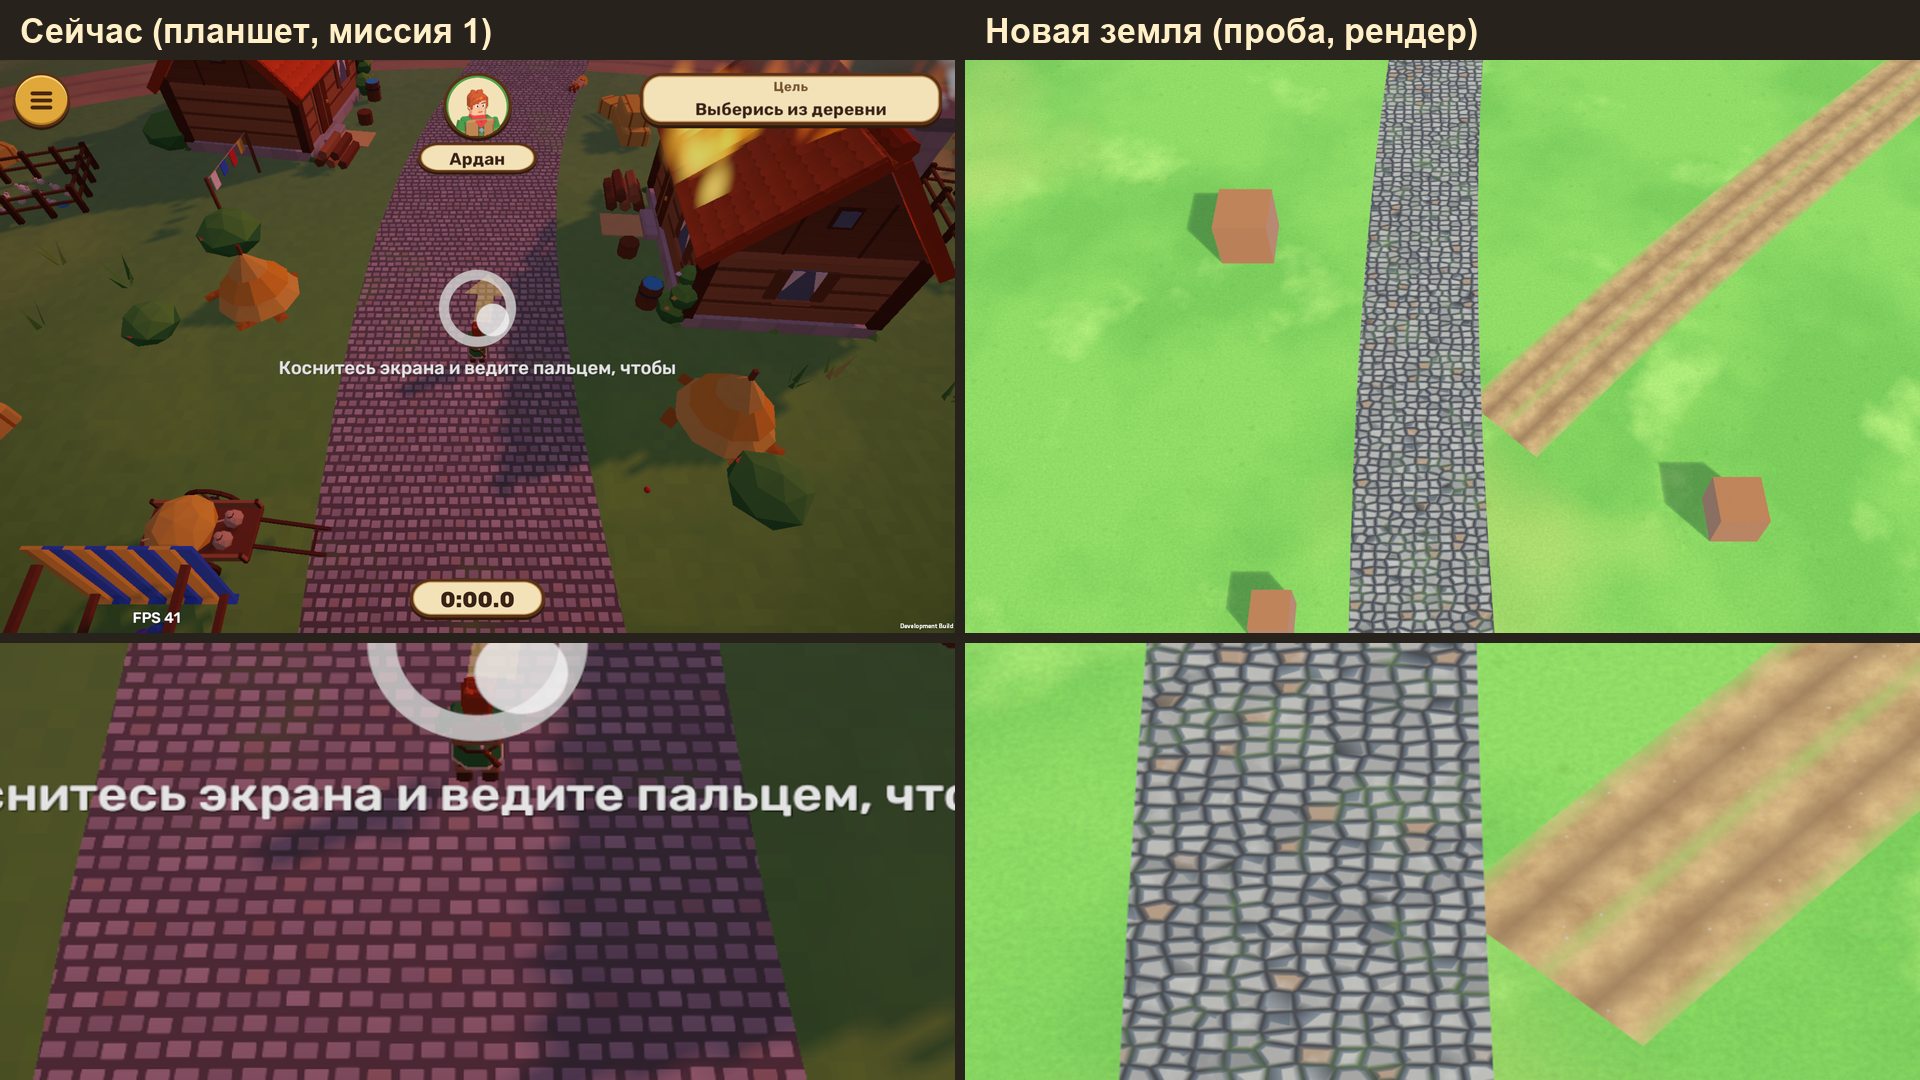 Сейчас (планшет, миссия 1)
Новая земля (проба, рендер)
Цель
Выберись из деревни
Ардан
Коснитесь экрана и ведите пальцем, чтобы
0:00.0
FPS 41
Development Build
снитесь экрана и ведите пальцем, что